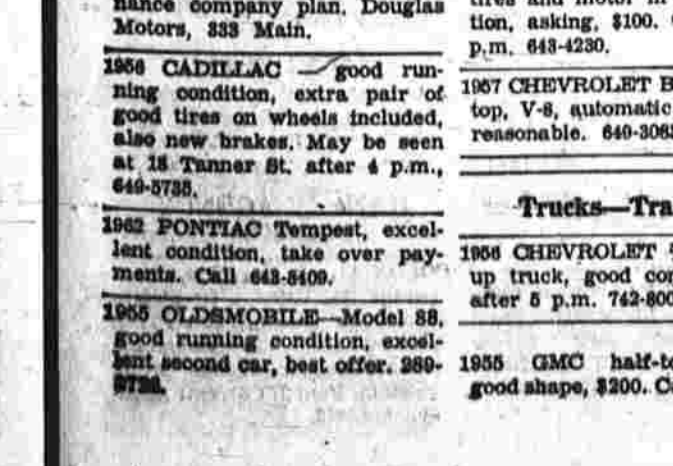 nance company plan. Douglas
Motors, 333 Main.
1956 CADILLAC — good run-
ning condition, extra pair of
good tires on wheels included,
also new brakes. May be seen
at 18 Tanner St. after 4 p.m.,
649-5735.
1962 PONTIAC Tempest, excel-
lent condition, take over pay-
ments. Call 643-8409.
1955 OLDSMOBILE—Model 88,
good running condition, excel-
lent second car, best offer. 289-
tires and motor in
tion, asking, $100.
p.m. 643-4230.
1957 CHEVROLET B
top, V-8, automatic
reasonable. 649-308
Trucks—Tra
1956 CHEVROLET
up truck, good con
after 5 p.m. 742-800
1955 GMC half-to
good shape, $200. Ca